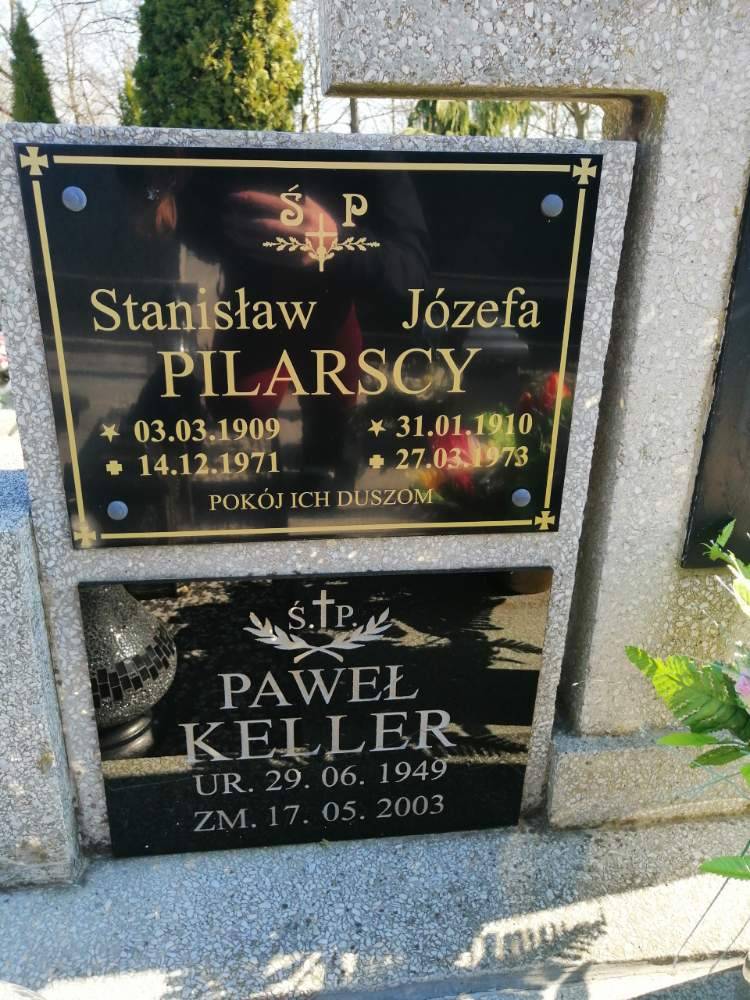 Ś P
Stanisław Józefa
PILARSCY
03.03.1909 31.01.1910
14.12.1971 27.03.1973
POKÓJ ICH DUSZOM
Ś. P.
PAWEŁ
KELLER
UR. 29. 06. 1949
ZM. 17. 05. 2003